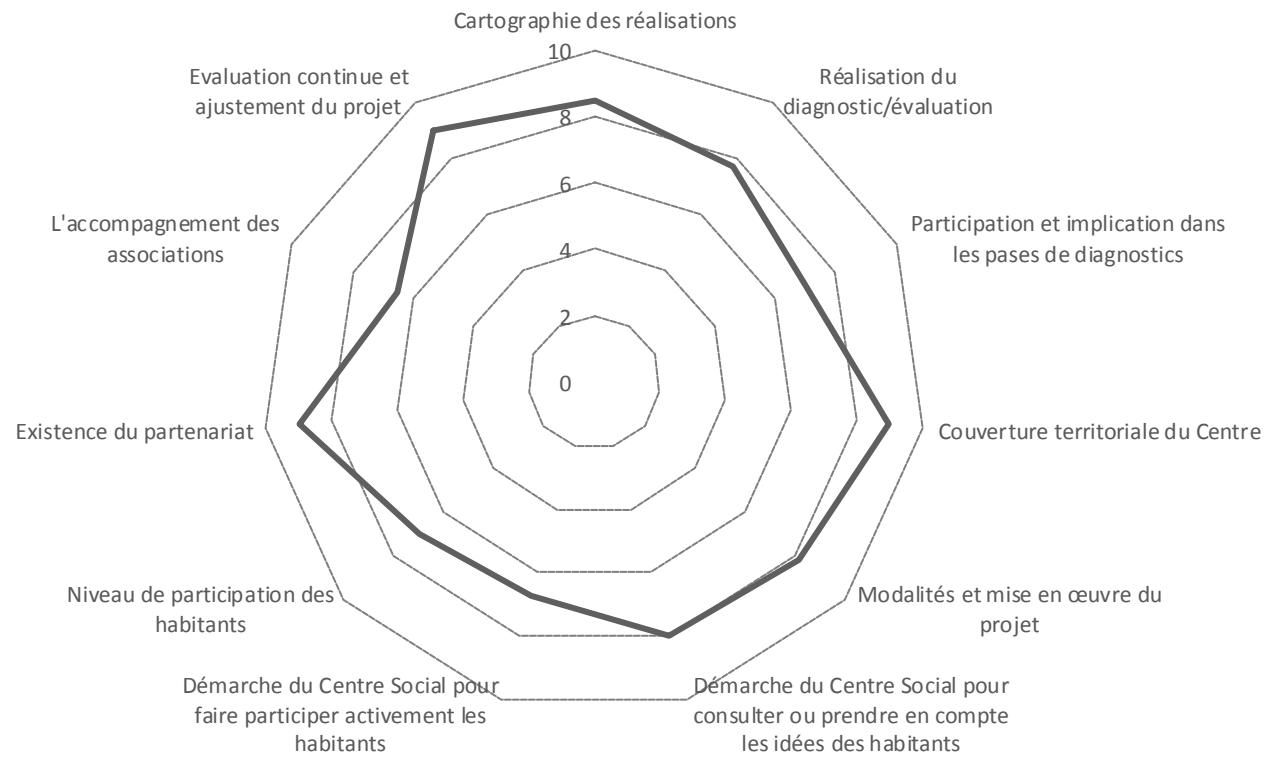 Cartographie des réalisations
10
8
6
4
2
0
Réalisation du
diagnostic/évaluation
Participation et implication dans
les pases de diagnostics
Couverture territoriale du Centre
Modalités et mise en œuvre du
projet
Démarche du Centre Social pour
consulter ou prendre en compte
les idées des habitants
Démarche du Centre Social pour
faire participer activement les
habitants
Niveau de participation des
habitants
Existence du partenariat
L'accompagnement des
associations
Evaluation continue et
ajustement du projet